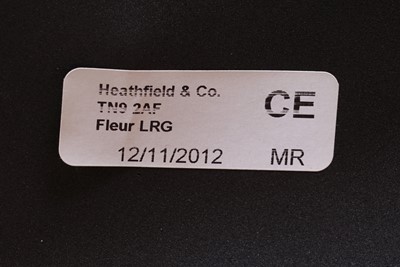 Heathfield & Co.
CE
TN9 2AF
Fleur LRG
12/11/2012 MR